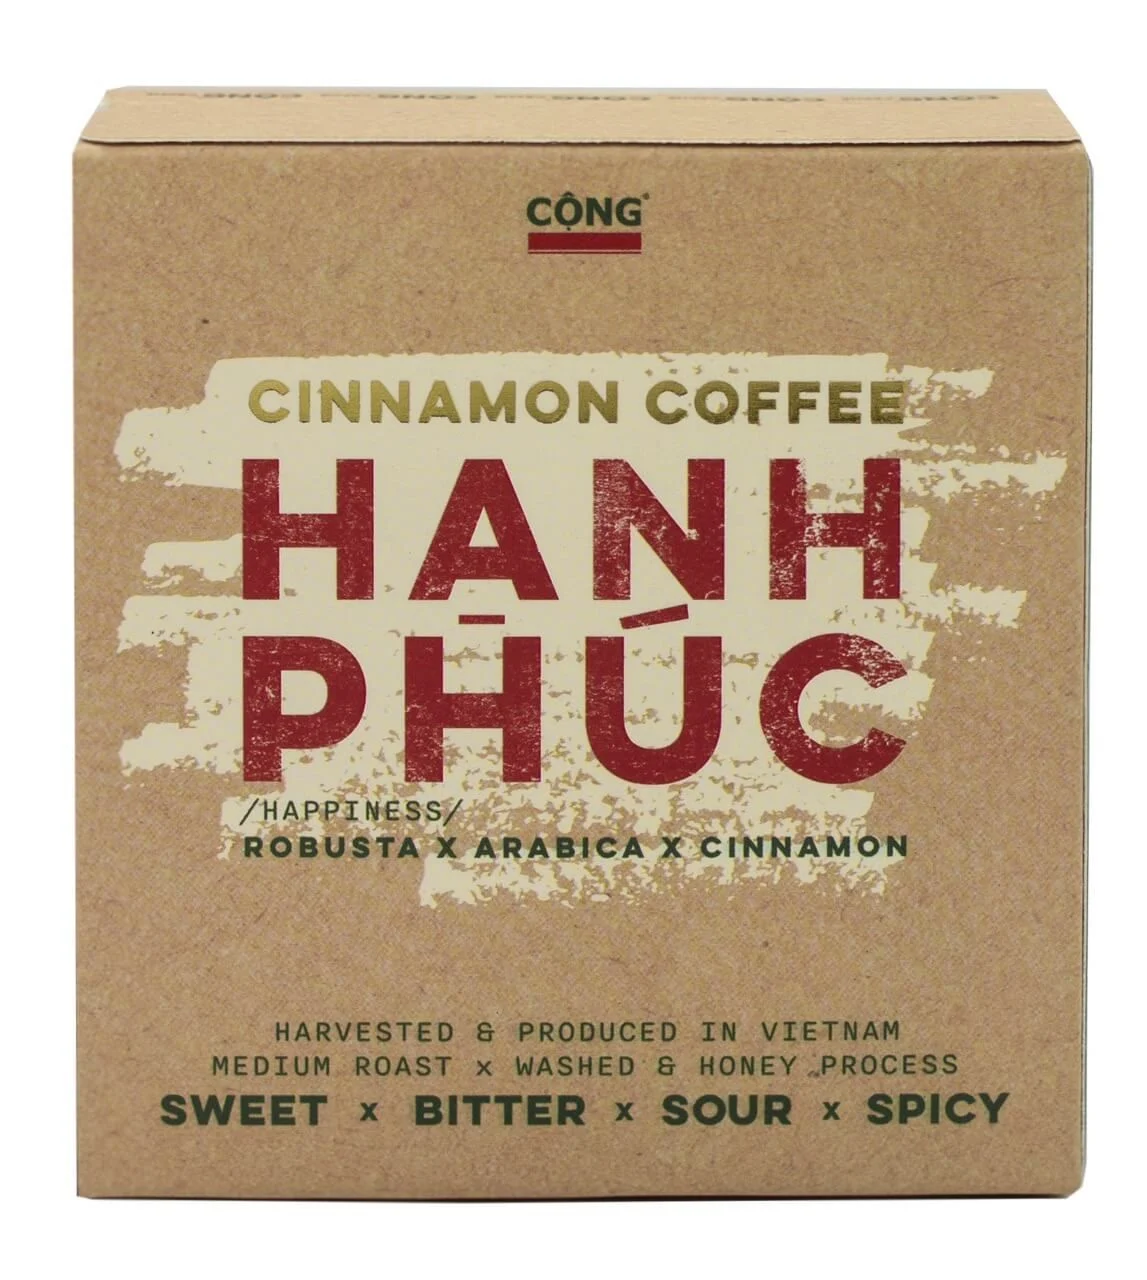 CỘNG®
CINNAMON COFFEE
HẠNH
PHÚC
/HAPPINESS/
ROBUSTA X ARABICA X CINNAMON
HARVESTED & PRODUCED IN VIETNAM
MEDIUM ROAST x WASHED & HONEY PROCESS
SWEET x BITTER x SOUR x SPICY